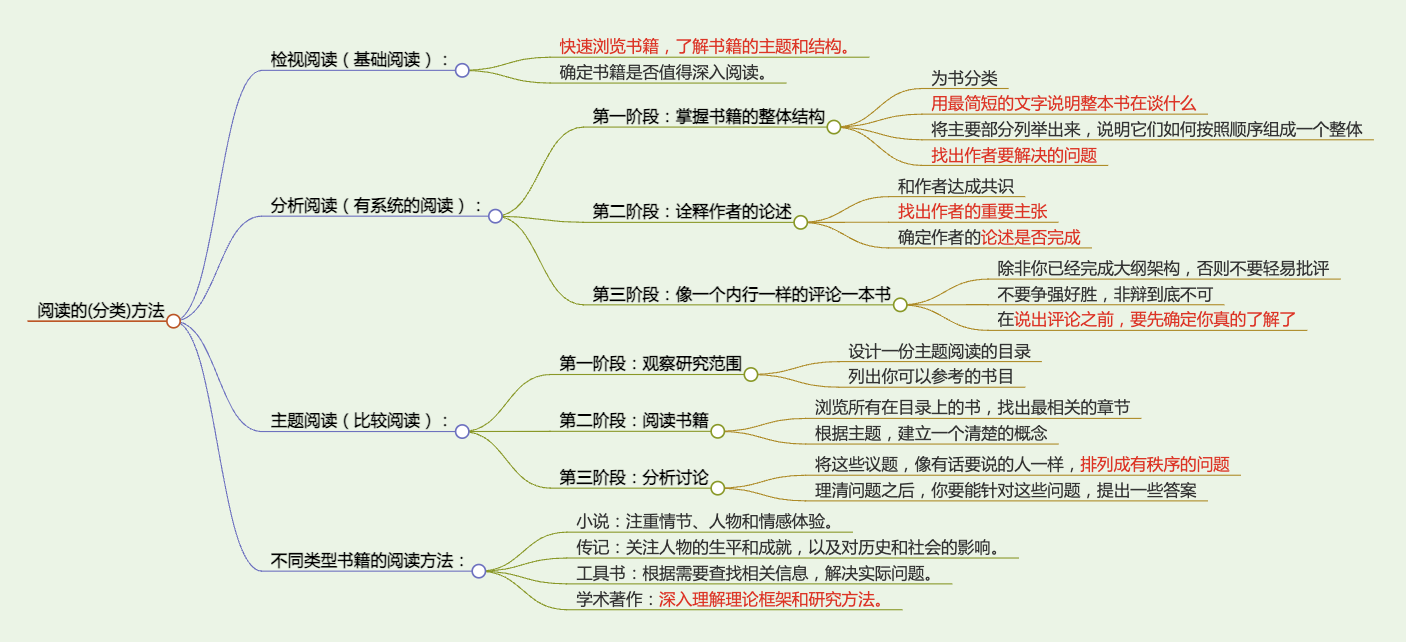 阅读的(分类)方法
检视阅读（基础阅读）：
快速浏览书籍，了解书籍的主题和结构。
确定书籍是否值得深入阅读。
分析阅读（有系统的阅读）：
第一阶段：掌握书籍的整体结构
为书分类
用最简短的文字说明整本书在谈什么
将主要部分列举出来，说明它们如何按照顺序组成一个整体
找出作者要解决的问题
第二阶段：诠释作者的论述
和作者达成共识
找出作者的重要主张
确定作者的论述是否完成
第三阶段：像一个内行一样的评论一本书
除非你已经完成大纲架构，否则不要轻易批评
不要争强好胜，非辩到底不可
在说出评论之前，要先确定你真的了解了
主题阅读（比较阅读）：
第一阶段：观察研究范围
设计一份主题阅读的目录
列出你可以参考的书目
第二阶段：阅读书籍
浏览所有在目录上的书，找出最相关的章节
根据主题，建立一个清楚的概念
第三阶段：分析讨论
将这些议题，像有话要说的人一样，排列成有秩序的问题
理清问题之后，你要能针对这些问题，提出一些答案
不同类型书籍的阅读方法：
小说：注重情节、人物和情感体验。
传记：关注人物的生平和成就，以及对历史和社会的影响。
工具书：根据需要查找相关信息，解决实际问题。
学术著作：深入理解理论框架和研究方法。